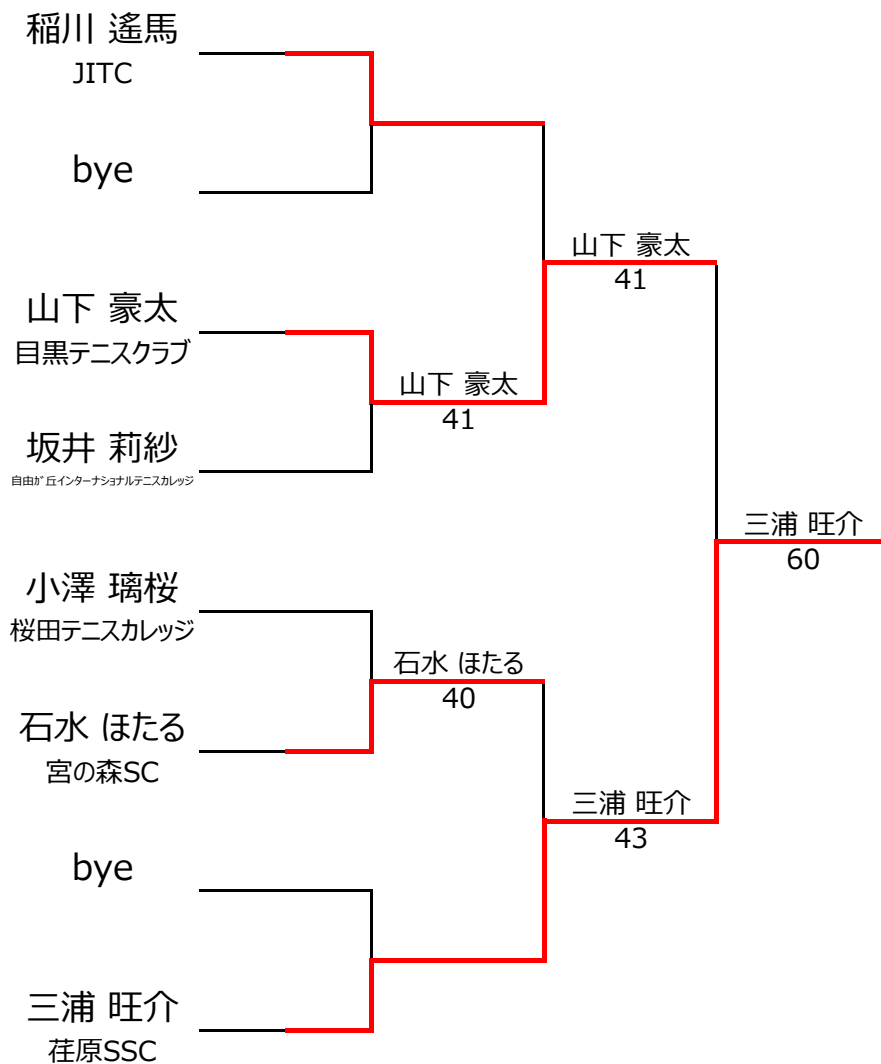 稲川 遙馬
JITC
bye
山下 豪太
41
山下 豪太
目黒テニスクラブ
山下 豪太
41
坂井 莉紗
自由が丘インターナショナルテニスカレッジ
三浦 旺介
60
小澤 璃桜
桜田テニスカレッジ
石水 ほたる
40
石水 ほたる
宮の森SC
三浦 旺介
43
bye
三浦 旺介
荏原SSC